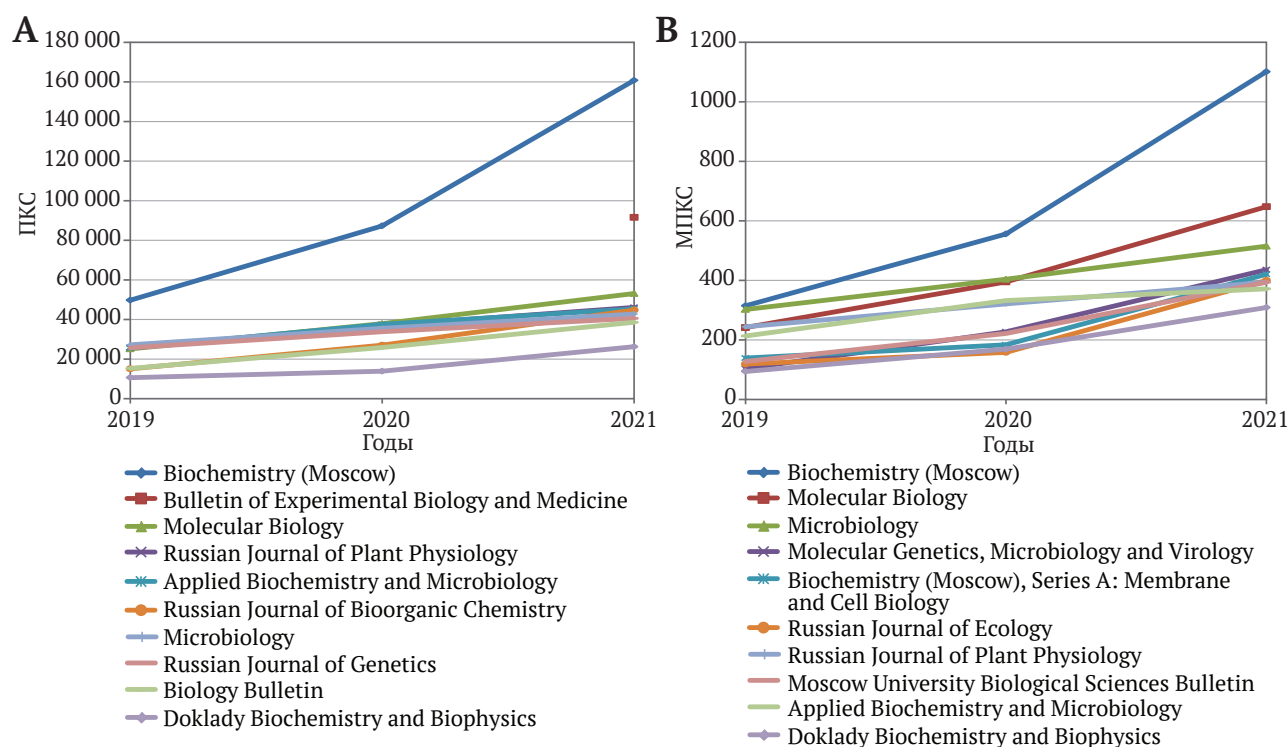 A
180 000
160 000
140 000
120 000
100 000
80 000
60 000
40 000
20 000
0
ПКС
2019
2020
2021
Годы
Biochemistry (Moscow)
Bulletin of Experimental Biology and Medicine
Molecular Biology
Russian Journal of Plant Physiology
Applied Biochemistry and Microbiology
Russian Journal of Bioorganic Chemistry
Microbiology
Russian Journal of Genetics
Biology Bulletin
Doklady Biochemistry and Biophysics
B
1200
1000
800
600
400
200
0
МПКС
2019
2020
2021
Годы
Biochemistry (Moscow)
Molecular Biology
Microbiology
Molecular Genetics, Microbiology and Virology
Biochemistry (Moscow), Series A: Membrane
and Cell Biology
Russian Journal of Ecology
Russian Journal of Plant Physiology
Moscow University Biological Sciences Bulletin
Applied Biochemistry and Microbiology
Doklady Biochemistry and Biophysics